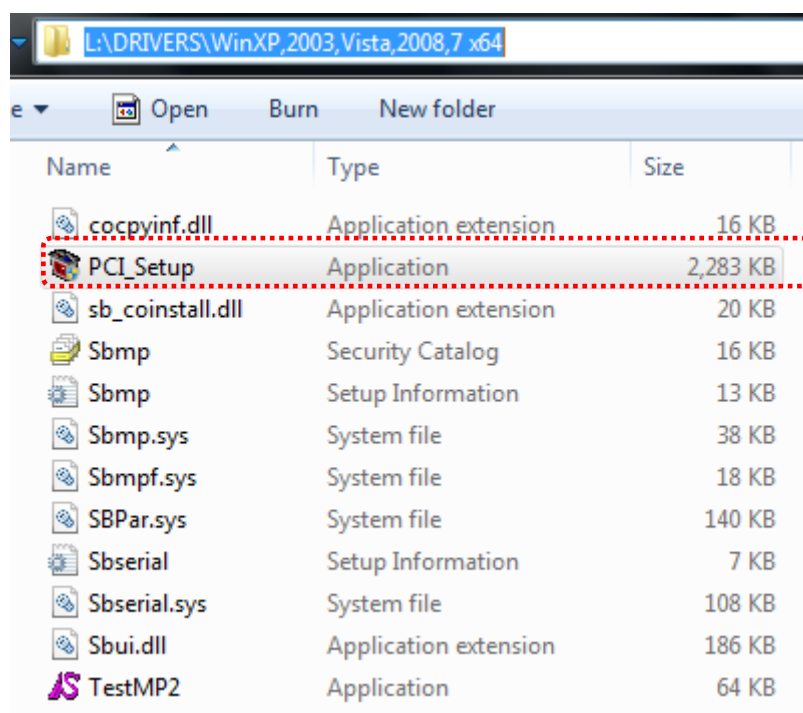 L:\DRIVERS\WinXP,2003,Vista,2008,7 x64
e Open Burn New folder
Name Type Size
cocpyinf.dll Application extension 16 KB
PCI_Setup Application 2,283 KB
sb_coinstall.dll Application extension 20 KB
Sbmp Security Catalog 16 KB
Sbmp Setup Information 13 KB
Sbmp.sys System file 38 KB
Sbmpf.sys System file 18 KB
SBPar.sys System file 140 KB
Sbserial Setup Information 7 KB
Sbserial.sys System file 108 KB
Sbui.dll Application extension 186 KB
TestMP2 Application 64 KB